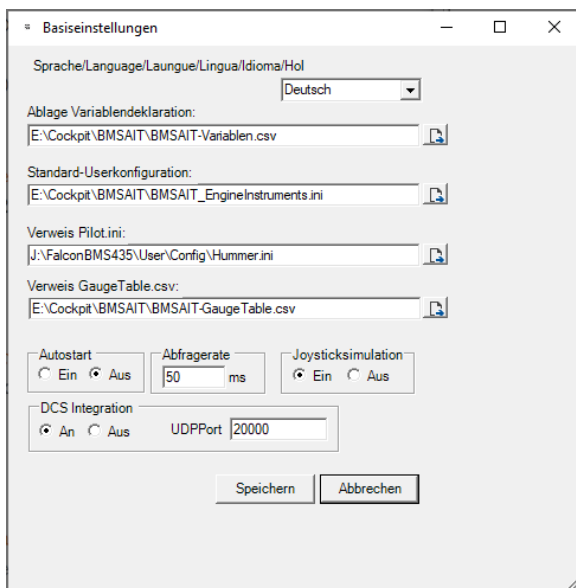 Basiseinstellungen
Sprache/Language/Laungue/Lingua/Idioma/Hol
Deutsch
Ablage Variablendeklaration:
E:\Cockpit\BMSAIT\BMSAIT-Variablen.csv
Standard-Userkonfiguration:
E:\Cockpit\BMSAIT\BMSAIT_EngineInstruments.ini
Verweis Pilot.ini:
J:\FalconBMS435\User\Config\Hummer.ini
Verweis GaugeTable.csv:
E:\Cockpit\BMSAIT\BMSAIT-GaugeTable.csv
Autostart Abfragerate Joysticksimulation
Ein Aus 50 ms Ein Aus
DCS Integration
An Aus UDPPort 20000
Speichern Abbrechen